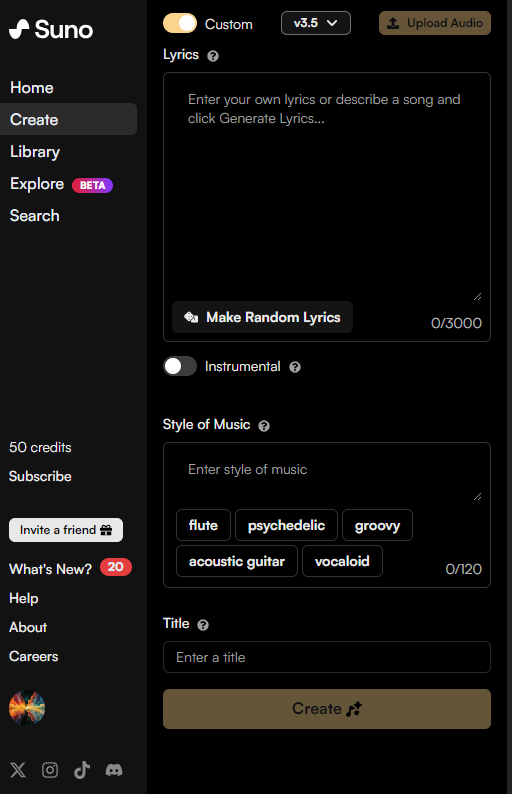 Suno
Home
Create
Library
Explore BETA
Search
50 credits
Subscribe
Invite a friend
What's New? 20
Help
About
Careers
Custom
v3.5
Upload Audio
Lyrics ?
Enter your own lyrics or describe a song and
click Generate Lyrics...
Make Random Lyrics
0/3000
Instrumental ?
Style of Music ?
Enter style of music
flute psychedelic groovy
acoustic guitar vocaloid
0/120
Title ?
Enter a title
Create